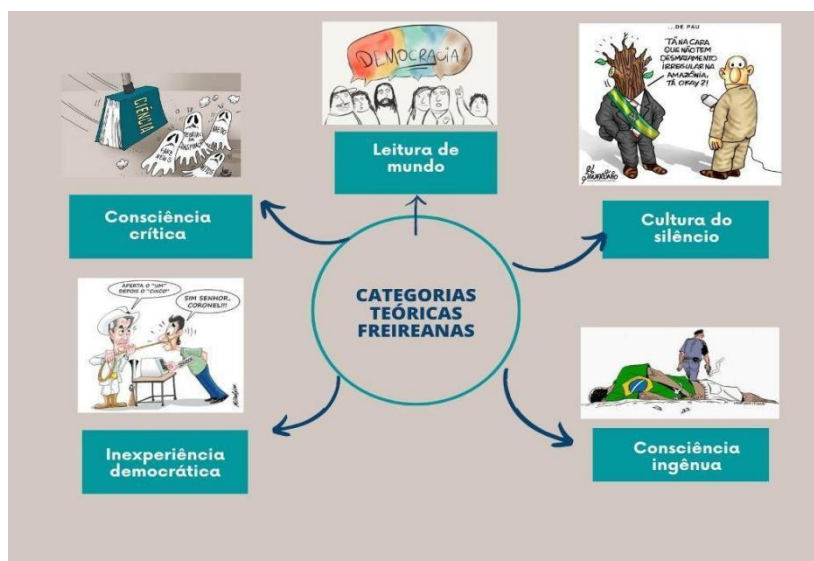 ...DE PAU
TÁ NA CARA
QUE NÃO TEM
DESMATAMENTO
IRREGULAR NA
AMAZÔNIA,
TÁ OKAY?!
DEMOCRACIA!
CIÊNCIA
FAKE
NEWS
Leitura de
mundo
Consciência
crítica
Cultura do
silêncio
CATEGORIAS
TEÓRICAS
FREIREANAS
APERTA O "UM"
DEPOIS O "CINCO"
SIM SENHOR,
CORONEL!!!
Inexperiência
democrática
Consciência
ingênua